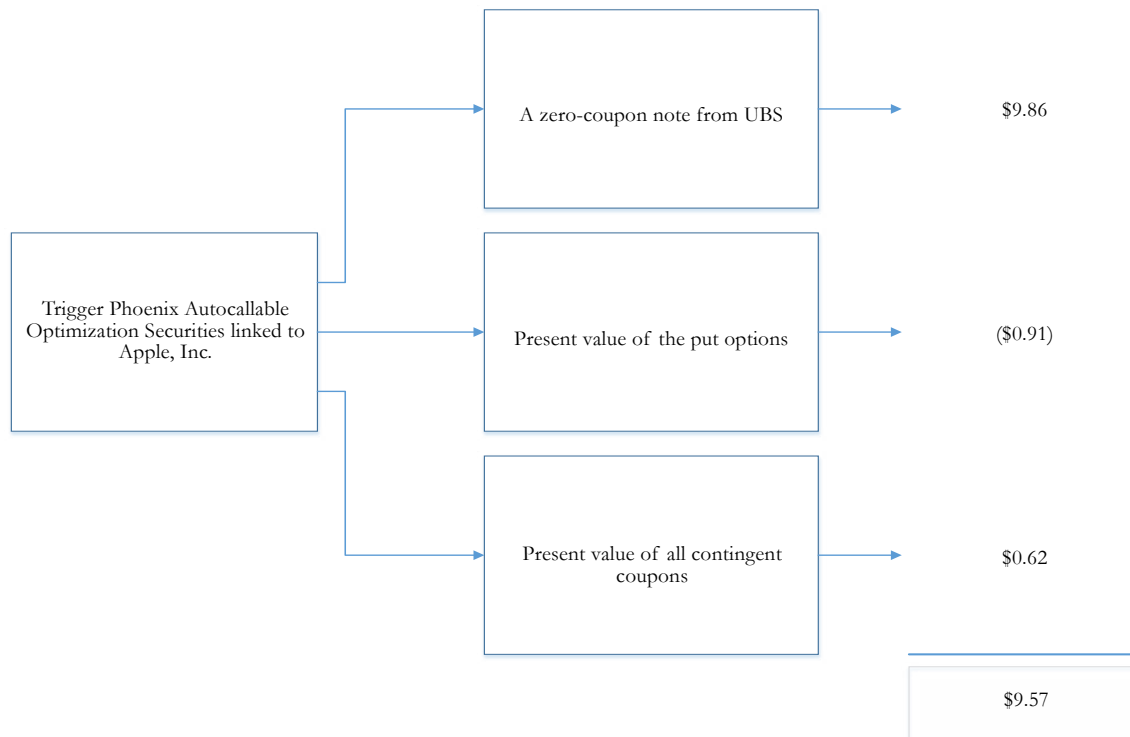 A zero-coupon note from UBS
$9.86
Trigger Phoenix Autocallable
Optimization Securities linked to
Apple, Inc.
Present value of the put options
($0.91)
Present value of all contingent
coupons
$0.62
$9.57